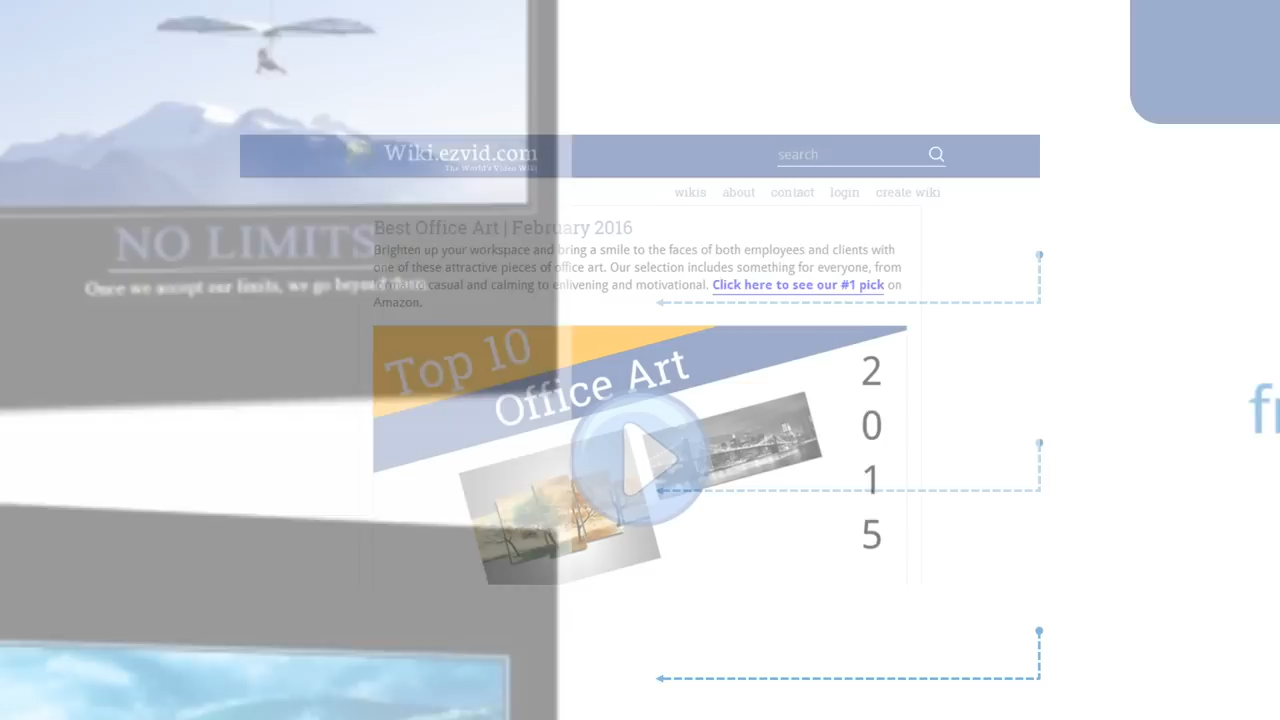 Wiki.ezvid.com
The World's Video Wiki
search
wikis about contact login create wiki
NO LIMITS
Once we accept our limits, we go beyond them.
Best Office Art | February 2016
Brighten up your workspace and bring a smile to the faces of both employees and clients with
one of these attractive pieces of office art. Our selection includes something for everyone, from
casual and calming to enlivening and motivational. Click here to see our #1 pick on
Amazon.
Top 10
Office Art
2
0
1
5